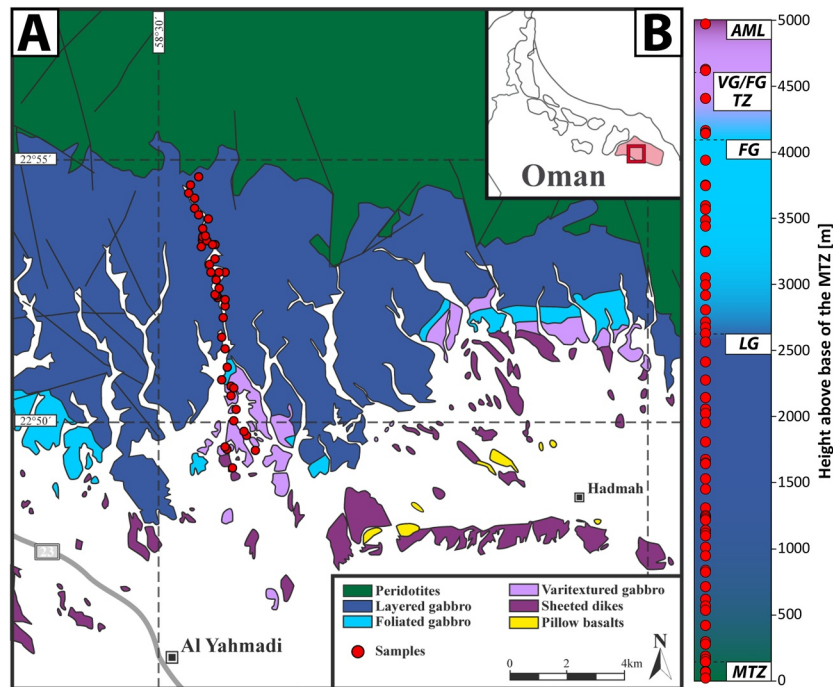 A
B
58°30´
22°55´
22°50´
Oman
Hadmah
23
Al Yahmadi
Peridotites
Layered gabbro
Foliated gabbro
Varitextured gabbro
Sheeted dikes
Pillow basalts
Samples
0 2 4km
N
5000
4500
4000
3500
3000
2500
2000
1500
1000
500
0
AML
VG/FG
TZ
FG
LG
MTZ
Height above base of the MTZ [m]